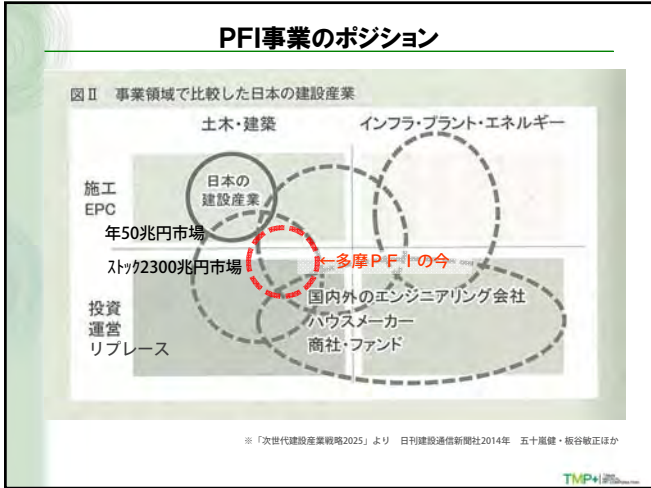 PFI事業のポジション
図Ⅱ 事業領域で比較した日本の建設産業
土木・建築
インフラ・プラント・エネルギー
施工
EPC
日本の
建設産業
年50兆円市場
ストック2300兆円市場
←多摩PFIの今
投資
運営
リプレース
国内外のエンジニアリング会社
ハウスメーカー
商社・ファンド
※「次世代建設産業戦略2025」より 日刊建設通信新聞社2014年 五十嵐健・板谷敏正ほか
TMP+